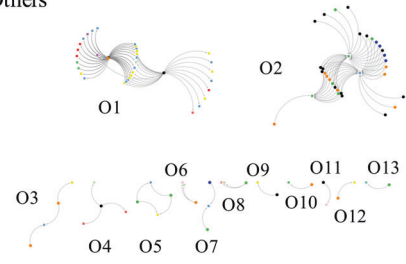 Others
O1
O2
O6 O9 O11 O13
O3
O8 O10 O12
O4 O5 O7